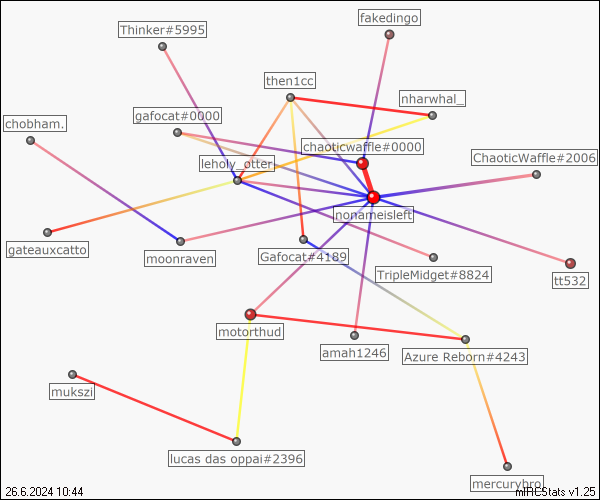 fakedingo
Thinker#5995
then1cc
nharwhal_
gafocat#0000
chobham.
chaoticwaffle#0000
leholy_otter
ChaoticWaffle#2006
nonameisleft
gateauxcatto
moonraven
Gafocat#4189
TripleMidget#8824
tt532
motorthud
amah1246
Azure Reborn#4243
mukszi
lucas das oppai#2396
mercurybro
26.6.2024 10:44
mIRCStats v1.25